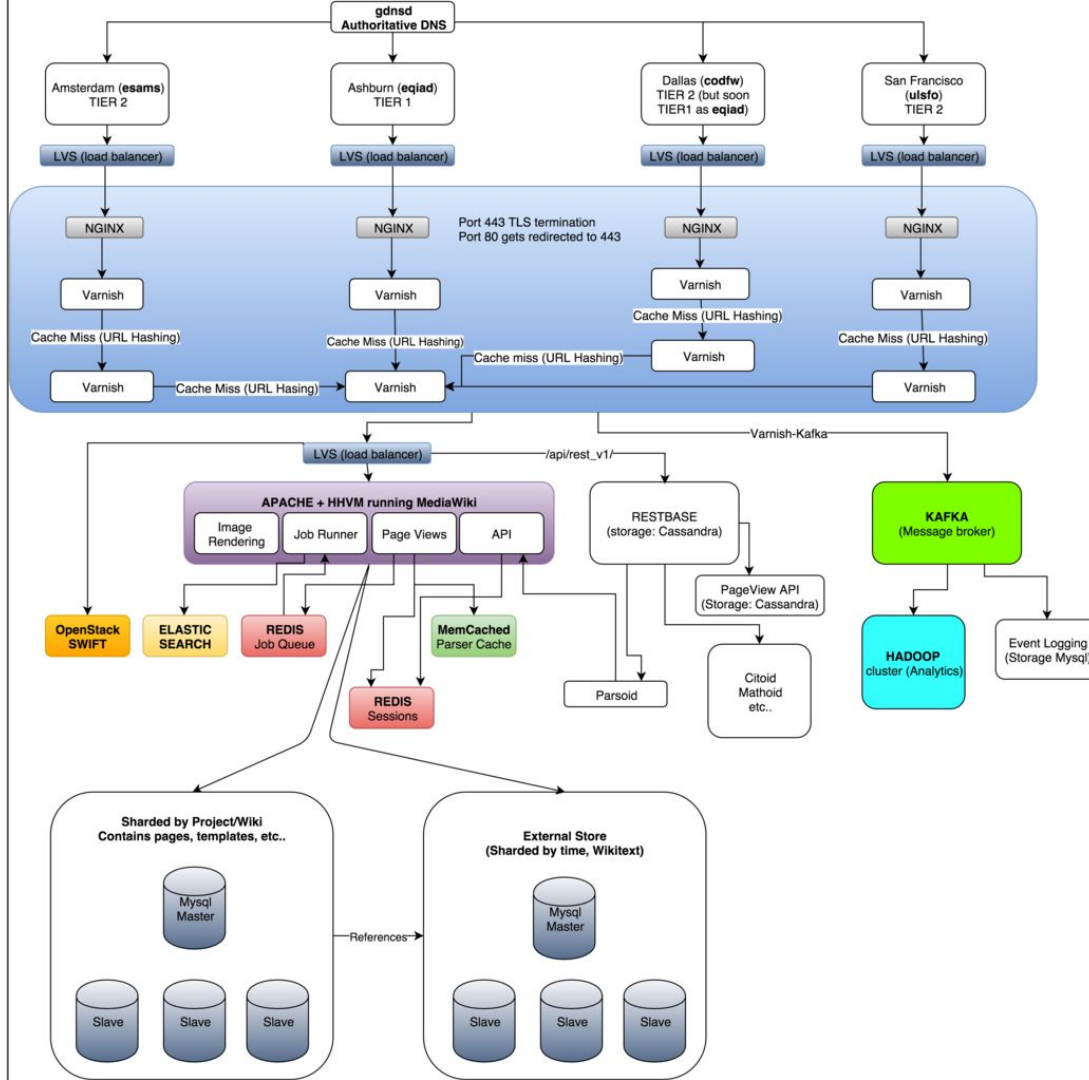 gdnsd
Authoritative DNS
Amsterdam (esams)
TIER 2
Ashburn (eqiad)
TIER 1
Dallas (codfw)
TIER 2 (but soon
TIER1 as eqiad)
San Francisco
(ulsfo)
TIER 2
LVS (load balancer)
LVS (load balancer)
LVS (load balancer)
LVS (load balancer)
NGINX
NGINX
Port 443 TLS termination
Port 80 gets redirected to 443
NGINX
NGINX
Varnish
Varnish
Varnish
Varnish
Cache Miss (URL Hashing)
Cache Miss (URL Hashing)
Cache Miss (URL Hashing)
Cache Miss (URL Hashing)
Cache miss (URL Hashing)
Varnish
Varnish
Cache Miss (URL Hasing)
Varnish
Varnish
Varnish-Kafka
LVS (load balancer)
/api/rest_v1/
APACHE + HHVM running MediaWiki
Image
Rendering
Job Runner
Page Views
API
RESTBASE
(storage: Cassandra)
KAFKA
(Message broker)
PageView API
(Storage: Cassandra)
OpenStack
SWIFT
ELASTIC
SEARCH
REDIS
Job Queue
MemCached
Parser Cache
REDIS
Sessions
Parsoid
Citoid
Mathoid
etc..
HADOOP
cluster (Analytics)
Event Logging
(Storage Mysql)
Sharded by Project/Wiki
Contains pages, templates, etc..
Mysql
Master
Slave
Slave
Slave
References
External Store
(Sharded by time, Wikitext)
Mysql
Master
Slave
Slave
Slave